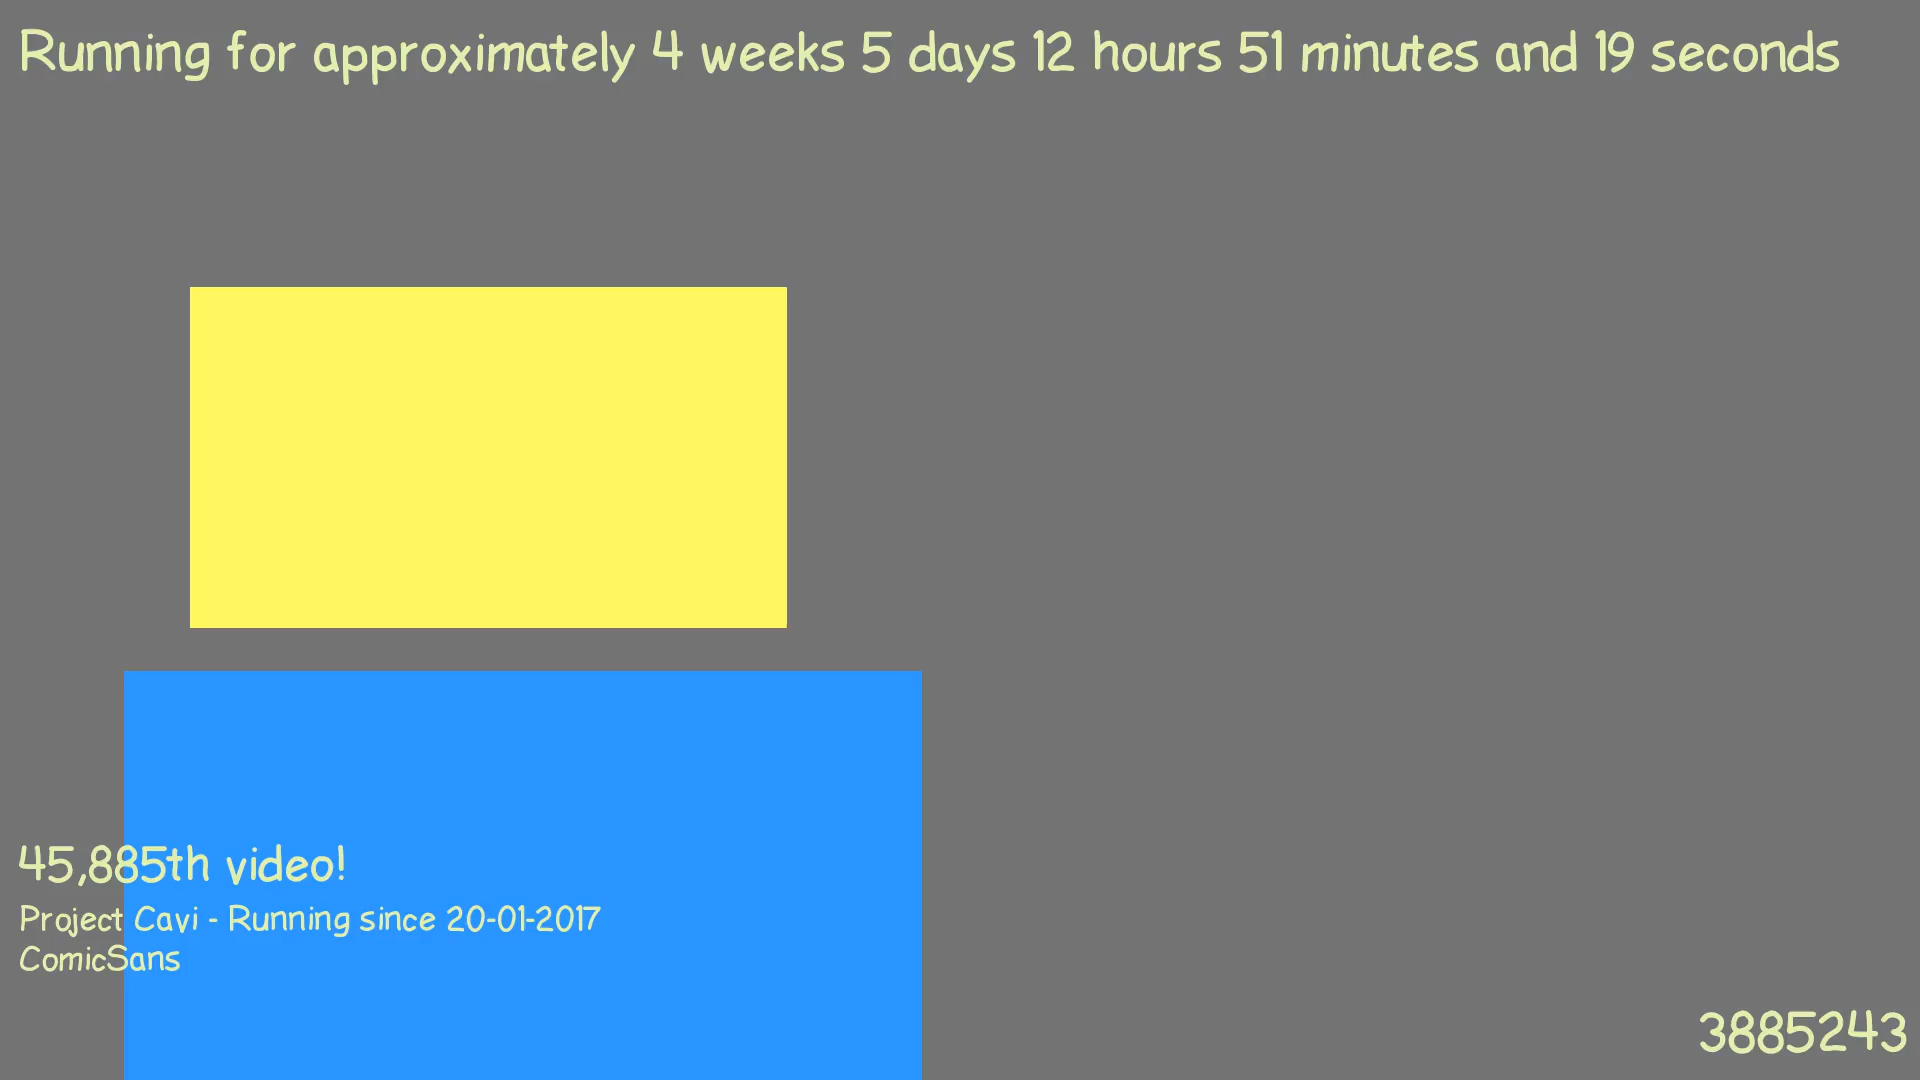 Running for approximately 4 weeks 5 days 12 hours 51 minutes and 19 seconds
45,885th video!
Project Cavi - Running since 20-01-2017
ComicSans
3885243